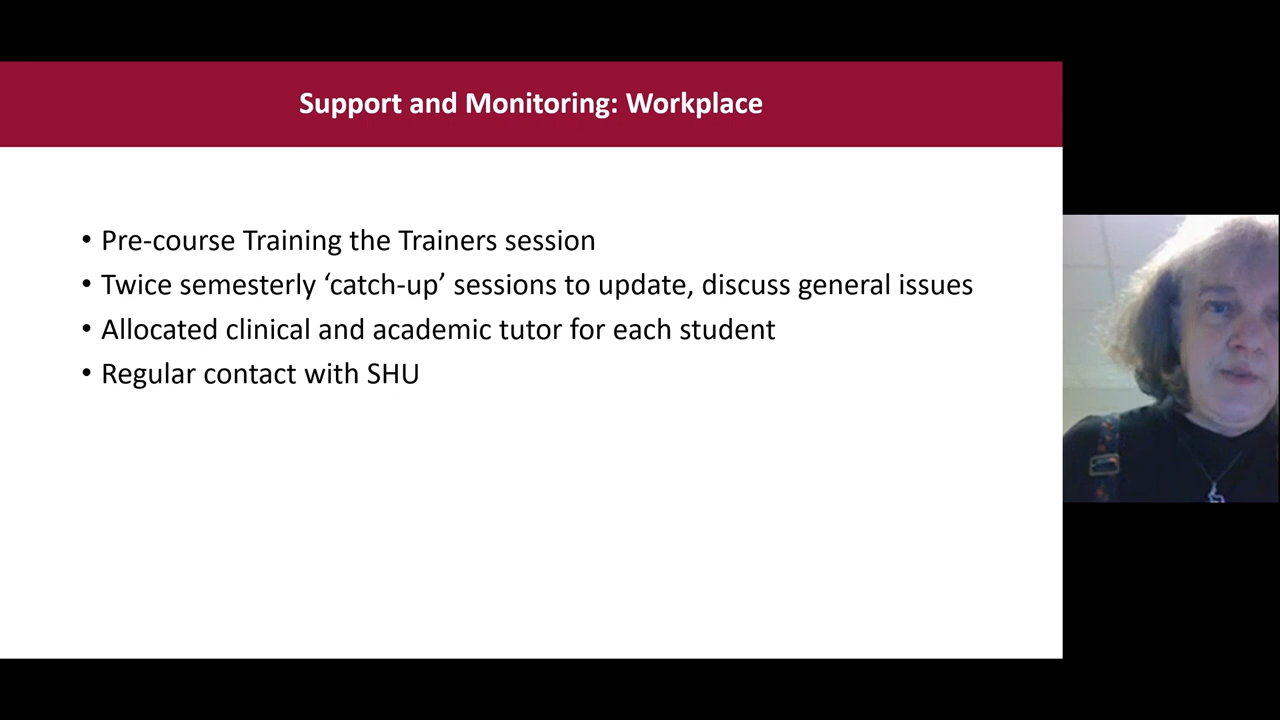 Support and Monitoring: Workplace
• Pre-course Training the Trainers session
• Twice semesterly ‘catch-up’ sessions to update, discuss general issues
• Allocated clinical and academic tutor for each student
• Regular contact with SHU